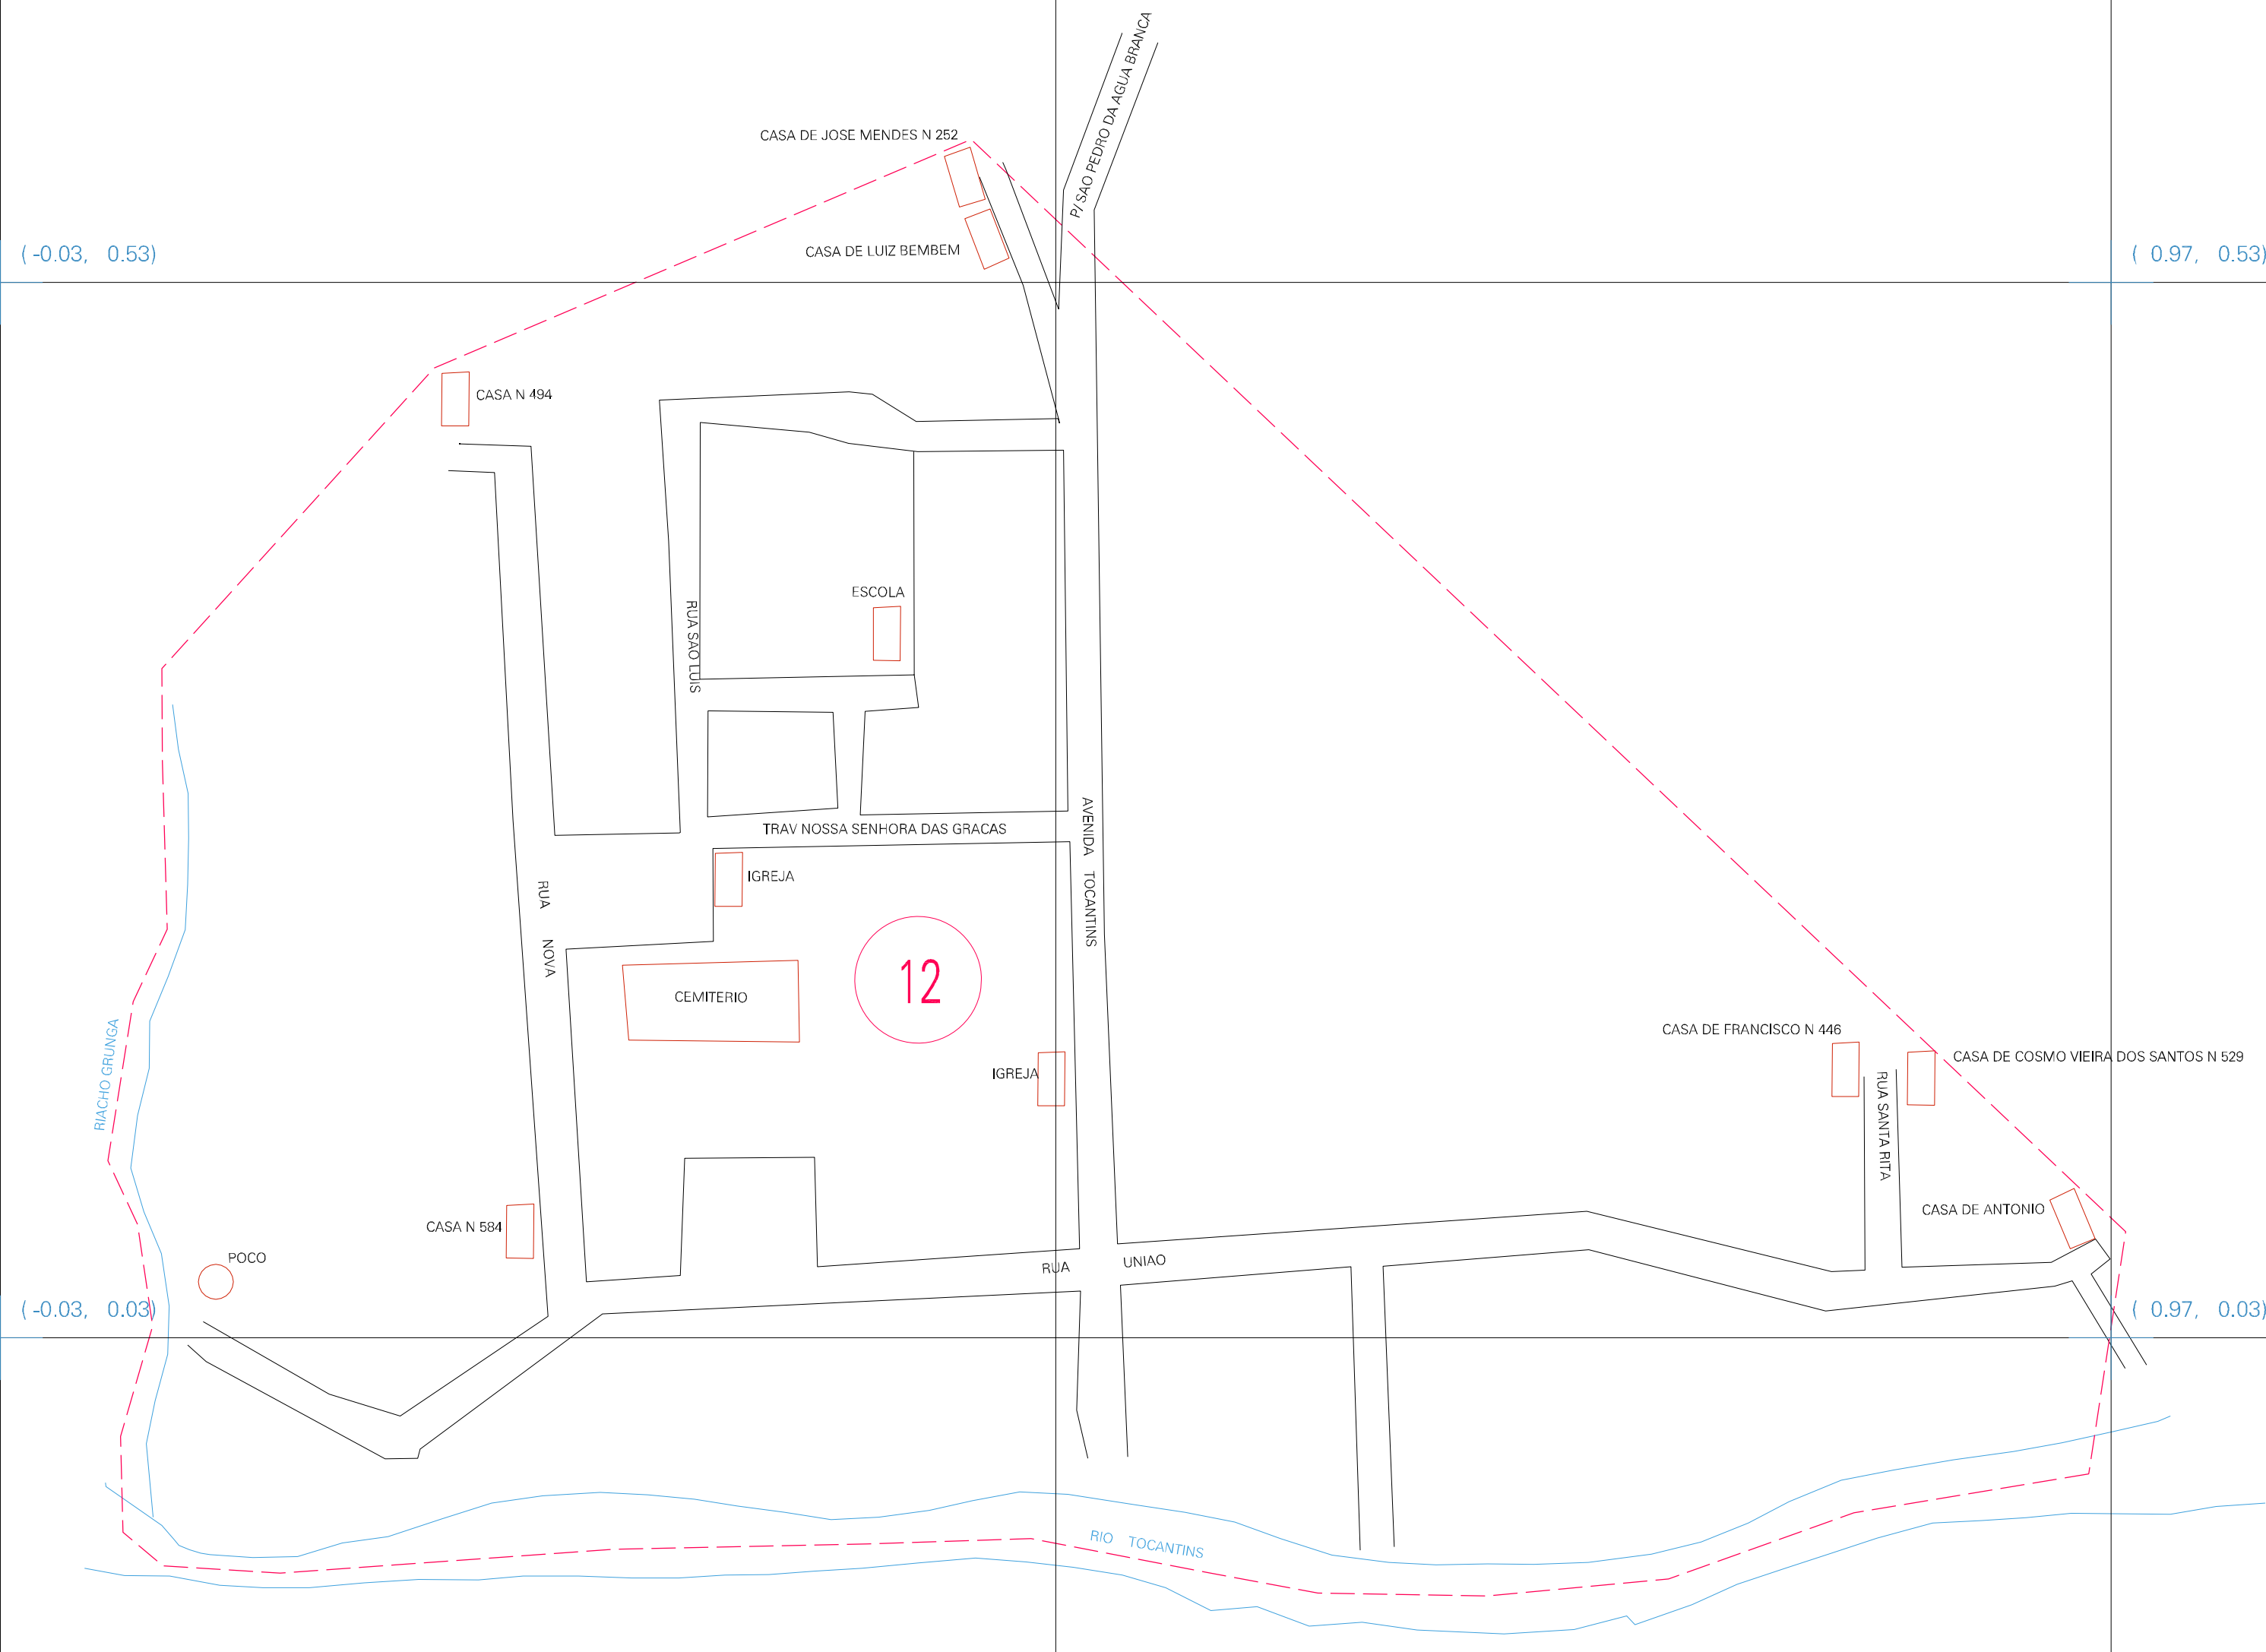 P/ SAO PEDRO DA AGUA BRANCA
CASA DE JOSE MENDES N 252
CASA DE LUIZ BEMBEM
(-0.03, 0.53)
( 0.97, 0.53)
CASA N 494
ESCOLA
RUA SAO LUIS
AVENIDA TOCANTINS
TRAV NOSSA SENHORA DAS GRACAS
IGREJA
RUA NOVA
12
CEMITERIO
RIACHO GRUNGA
CASA DE FRANCISCO N 446
CASA DE COSMO VIEIRA DOS SANTOS N 529
IGREJA
RUA SANTA RITA
CASA DE ANTONIO
CASA N 584
POCO
RUA UNIAO
(-0.03, 0.03)
( 0.97, 0.03)
RIO TOCANTINS